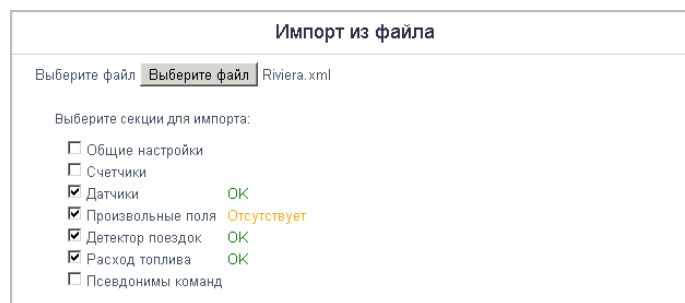 Импорт из файла
Выберите файл Выберите файл Riviera.xml
Выберите секции для импорта:
Общие настройки
Счетчики
Датчики OK
Произвольные поля Отсутствует
Детектор поездок OK
Расход топлива OK
Псевдонимы команд